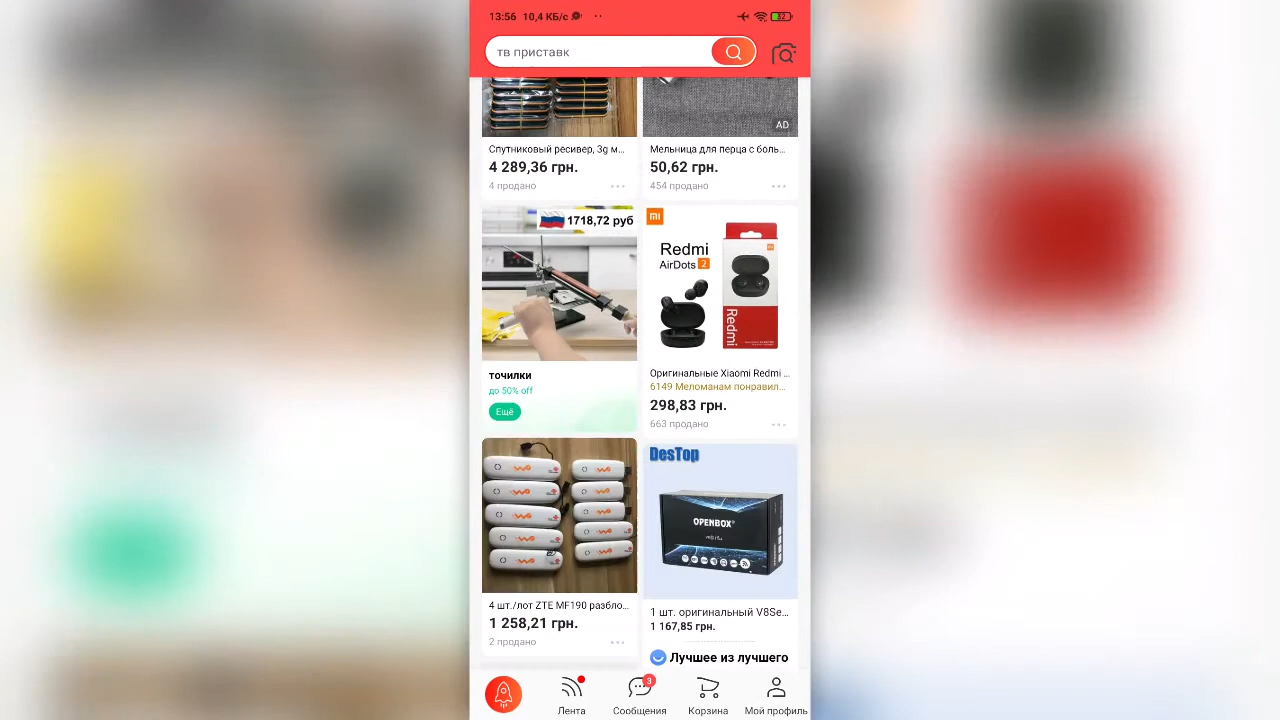 13:56 10,4 КБ/с
32
тв приставк
AD
Спутниковый ресивер, 3g м...
4 289,36 грн.
4 продано
Мельница для перца с боль...
50,62 грн.
454 продано
1718,72 руб
точилки
до 50% off
Ещё
mi
Redmi
AirDots 2
Redmi
Оригинальные Xiaomi Redmi ...
6149 Меломанам понравил...
298,83 грн.
663 продано
4 шт./лот ZTE MF190 разбло...
1 258,21 грн.
2 продано
DesTop
OPENBOX
1 шт. оригинальный V8Se...
1 167,85 грн.
Лучшее из лучшего
Лента
3
Сообщения
Корзина
Мой профиль